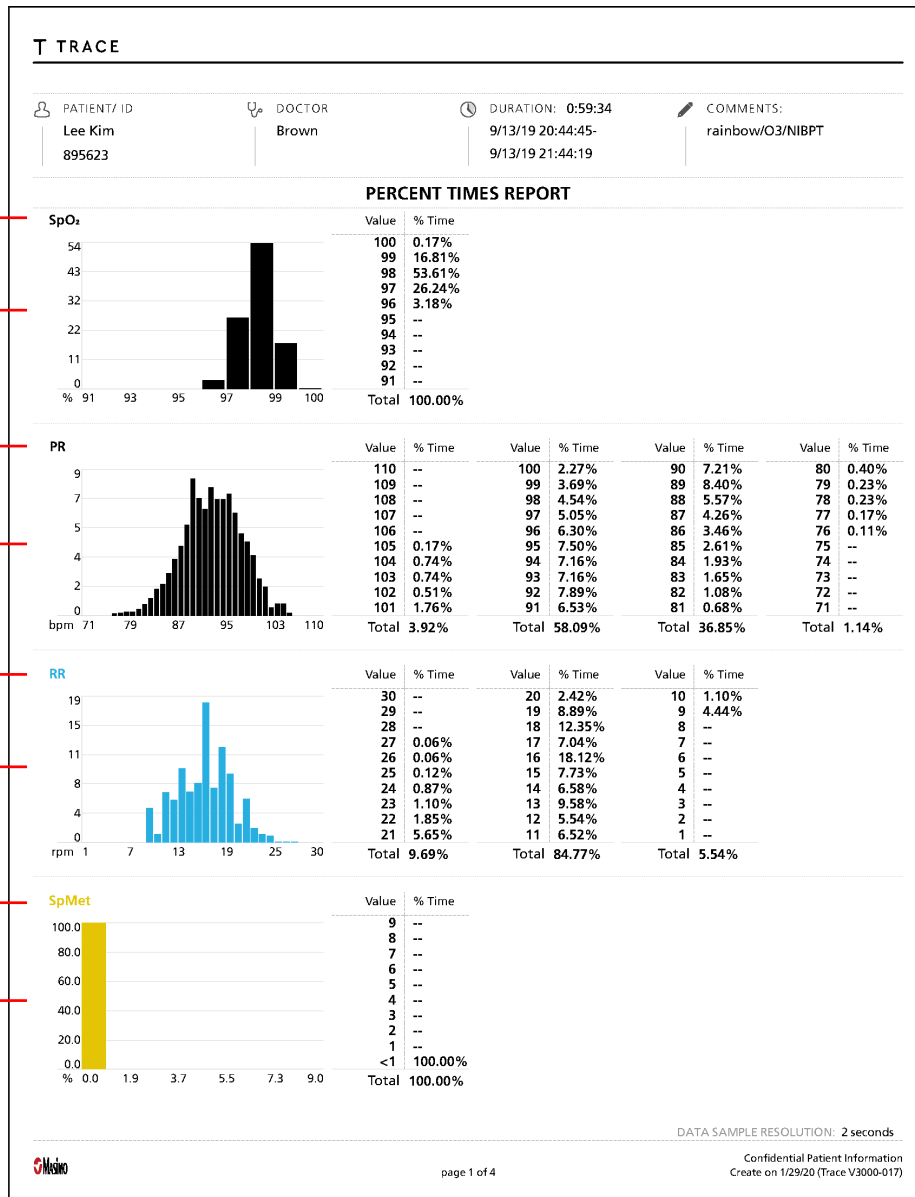 T TRACE
PATIENT/ ID
Lee Kim
895623
DOCTOR
Brown
DURATION: 0:59:34
9/13/19 20:44:45-
9/13/19 21:44:19
COMMENTS:
rainbow/O3/NIBPT
PERCENT TIMES REPORT
SpO₂
54
43
32
22
11
0
% 91 93 95 97 99 100
Value % Time
100 0.17%
99 16.81%
98 53.61%
97 26.24%
96 3.18%
95 --
94 --
93 --
92 --
91 --
Total 100.00%
PR
9
7
5
4
2
0
bpm 71 79 87 95 103 110
Value % Time Value % Time Value % Time Value % Time
110 -- 100 2.27% 90 7.21% 80 0.40%
109 -- 99 3.69% 89 8.40% 79 0.23%
108 -- 98 4.54% 88 5.57% 78 0.23%
107 -- 97 5.05% 87 4.26% 77 0.17%
106 -- 96 6.30% 86 3.46% 76 0.11%
105 0.17% 95 7.50% 85 2.61% 75 --
104 0.74% 94 7.16% 84 1.93% 74 --
103 0.74% 93 7.16% 83 1.65% 73 --
102 0.51% 92 7.89% 82 1.08% 72 --
101 1.76% 91 6.53% 81 0.68% 71 --
Total 3.92% Total 58.09% Total 36.85% Total 1.14%
RR
19
15
11
8
4
0
rpm 1 7 13 19 25 30
Value % Time Value % Time Value % Time
30 -- 20 2.42% 10 1.10%
29 -- 19 8.89% 9 4.44%
28 -- 18 12.35% 8 --
27 0.06% 17 7.04% 7 --
26 0.06% 16 18.12% 6 --
25 0.12% 15 7.73% 5 --
24 0.87% 14 6.58% 4 --
23 1.10% 13 9.58% 3 --
22 1.85% 12 5.54% 2 --
21 5.65% 11 6.52% 1 --
Total 9.69% Total 84.77% Total 5.54%
SpMet
100.0
80.0
60.0
40.0
20.0
0.0
% 0.0 1.9 3.7 5.5 7.3 9.0
Value % Time
9 --
8 --
7 --
6 --
5 --
4 --
3 --
2 --
1 --
<1 100.00%
Total 100.00%
DATA SAMPLE RESOLUTION: 2 seconds
Masimo
page 1 of 4
Confidential Patient Information
Create on 1/29/20 (Trace V3000-017)